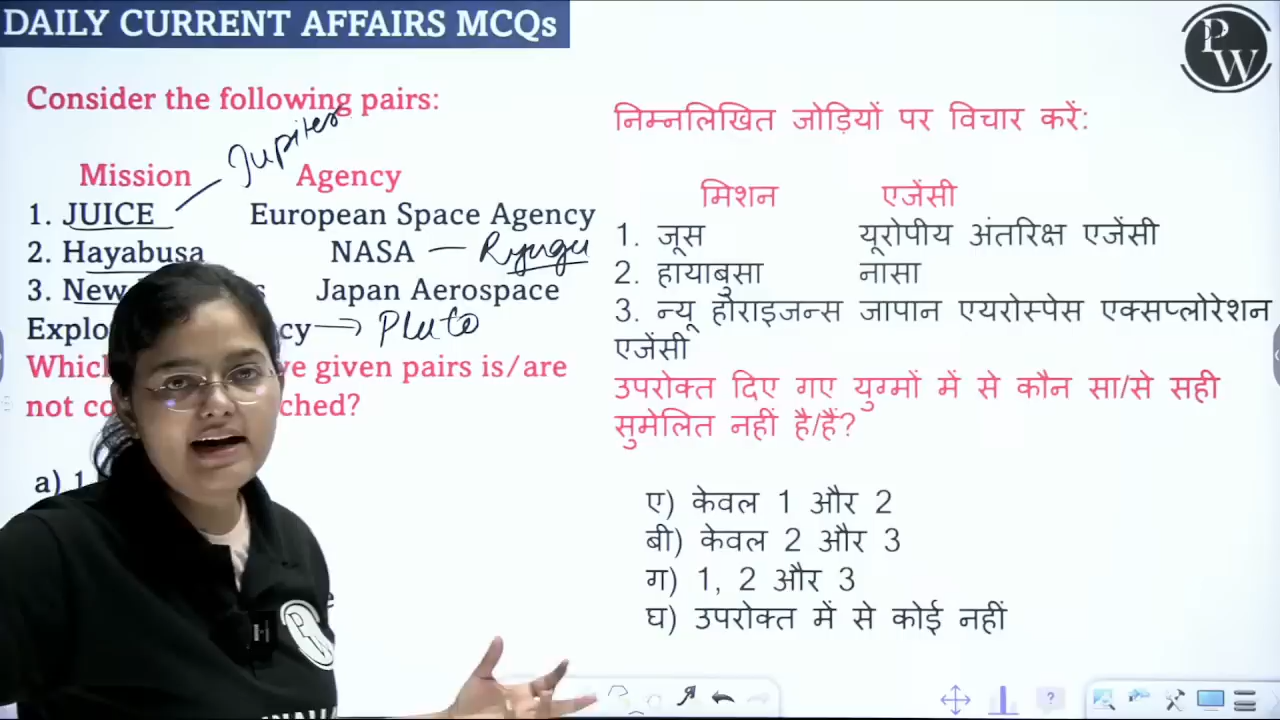 DAILY CURRENT AFFAIRS MCQs
PW
Consider the following pairs:
Jupiter
Mission Agency
1. JUICE European Space Agency
2. Hayabusa NASA — Ryugu
3. New s Japan Aerospace
Explo cy → Pluto
Which ve given pairs is/are
not co ched?
a) 1
e
निम्नलिखित जोड़ियों पर विचार करें:
मिशन एजेंसी
1. जूस यूरोपीय अंतरिक्ष एजेंसी
2. हायाबुसा नासा
3. न्यू होराइजन्स जापान एयरोस्पेस एक्सप्लोरेशन
एजेंसी
उपरोक्त दिए गए युग्मों में से कौन सा/से सही
सुमेलित नहीं है/हैं?
ए) केवल 1 और 2
बी) केवल 2 और 3
ग) 1, 2 और 3
घ) उपरोक्त में से कोई नहीं